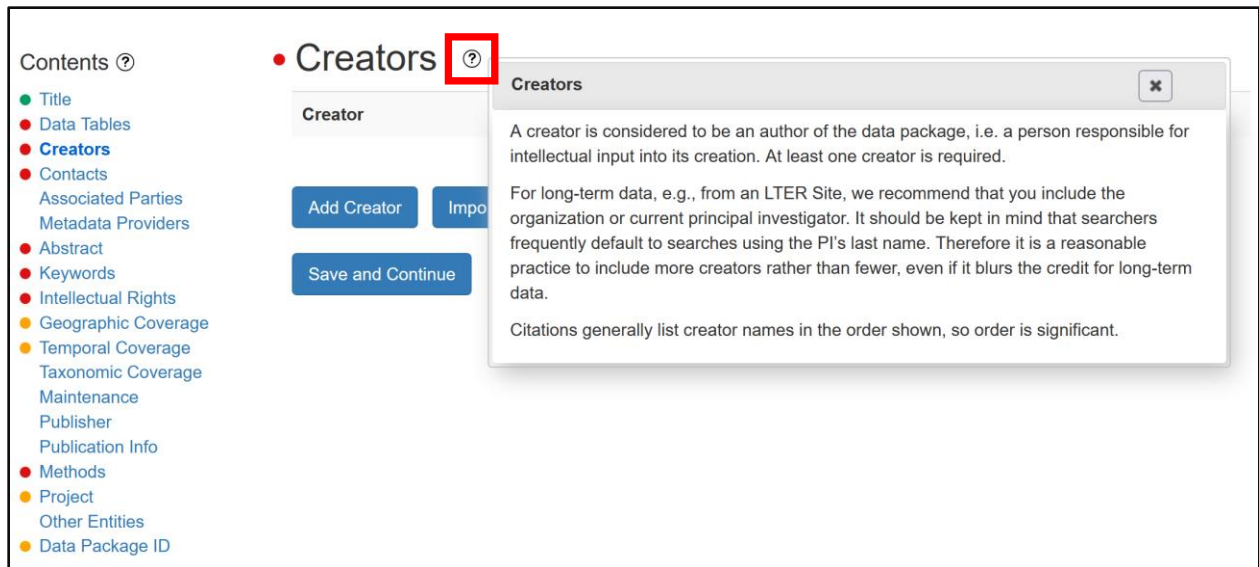 Contents ?
Title
Data Tables
Creators
Contacts
Associated Parties
Metadata Providers
Abstract
Keywords
Intellectual Rights
Geographic Coverage
Temporal Coverage
Taxonomic Coverage
Maintenance
Publisher
Publication Info
Methods
Project
Other Entities
Data Package ID
Creators ?
Creator
Add Creator
Impo
Save and Continue
Creators
A creator is considered to be an author of the data package, i.e. a person responsible for
intellectual input into its creation. At least one creator is required.
For long-term data, e.g., from an LTER Site, we recommend that you include the
organization or current principal investigator. It should be kept in mind that searchers
frequently default to searches using the PI's last name. Therefore it is a reasonable
practice to include more creators rather than fewer, even if it blurs the credit for long-term
data.
Citations generally list creator names in the order shown, so order is significant.